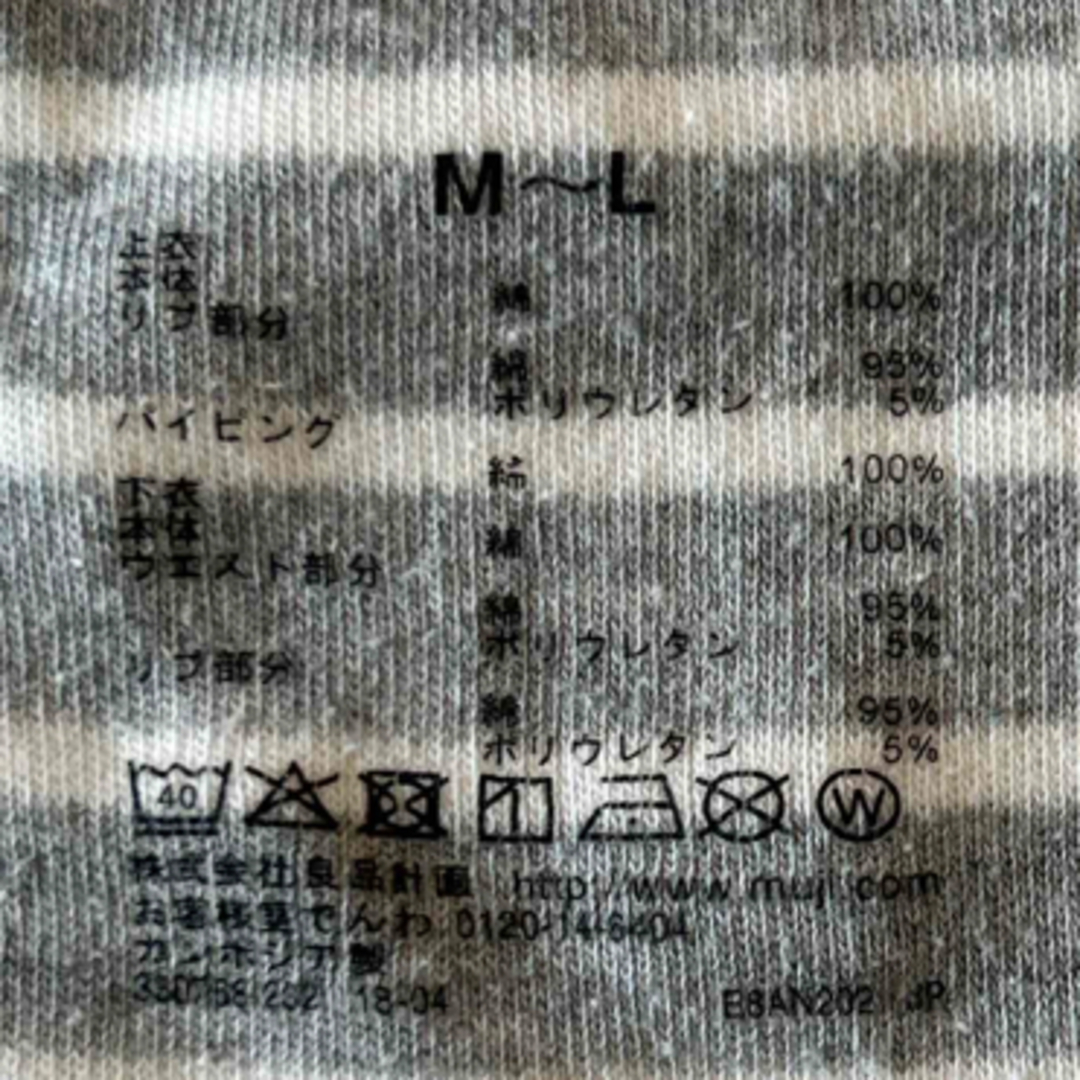 M〜L
上衣
本体
綿 100%
リブ部分
綿 95%
ポリウレタン 5%
パイピング
綿 100%
下衣
本体
綿 100%
ウエスト部分
綿 95%
ポリウレタン 5%
リブ部分
綿 95%
ポリウレタン 5%
40 W
株式会社良品計画 http://www.muji.com
お客様室でんわ 0120-14-6404
カンボジア製
18-04 E8AN202 JP